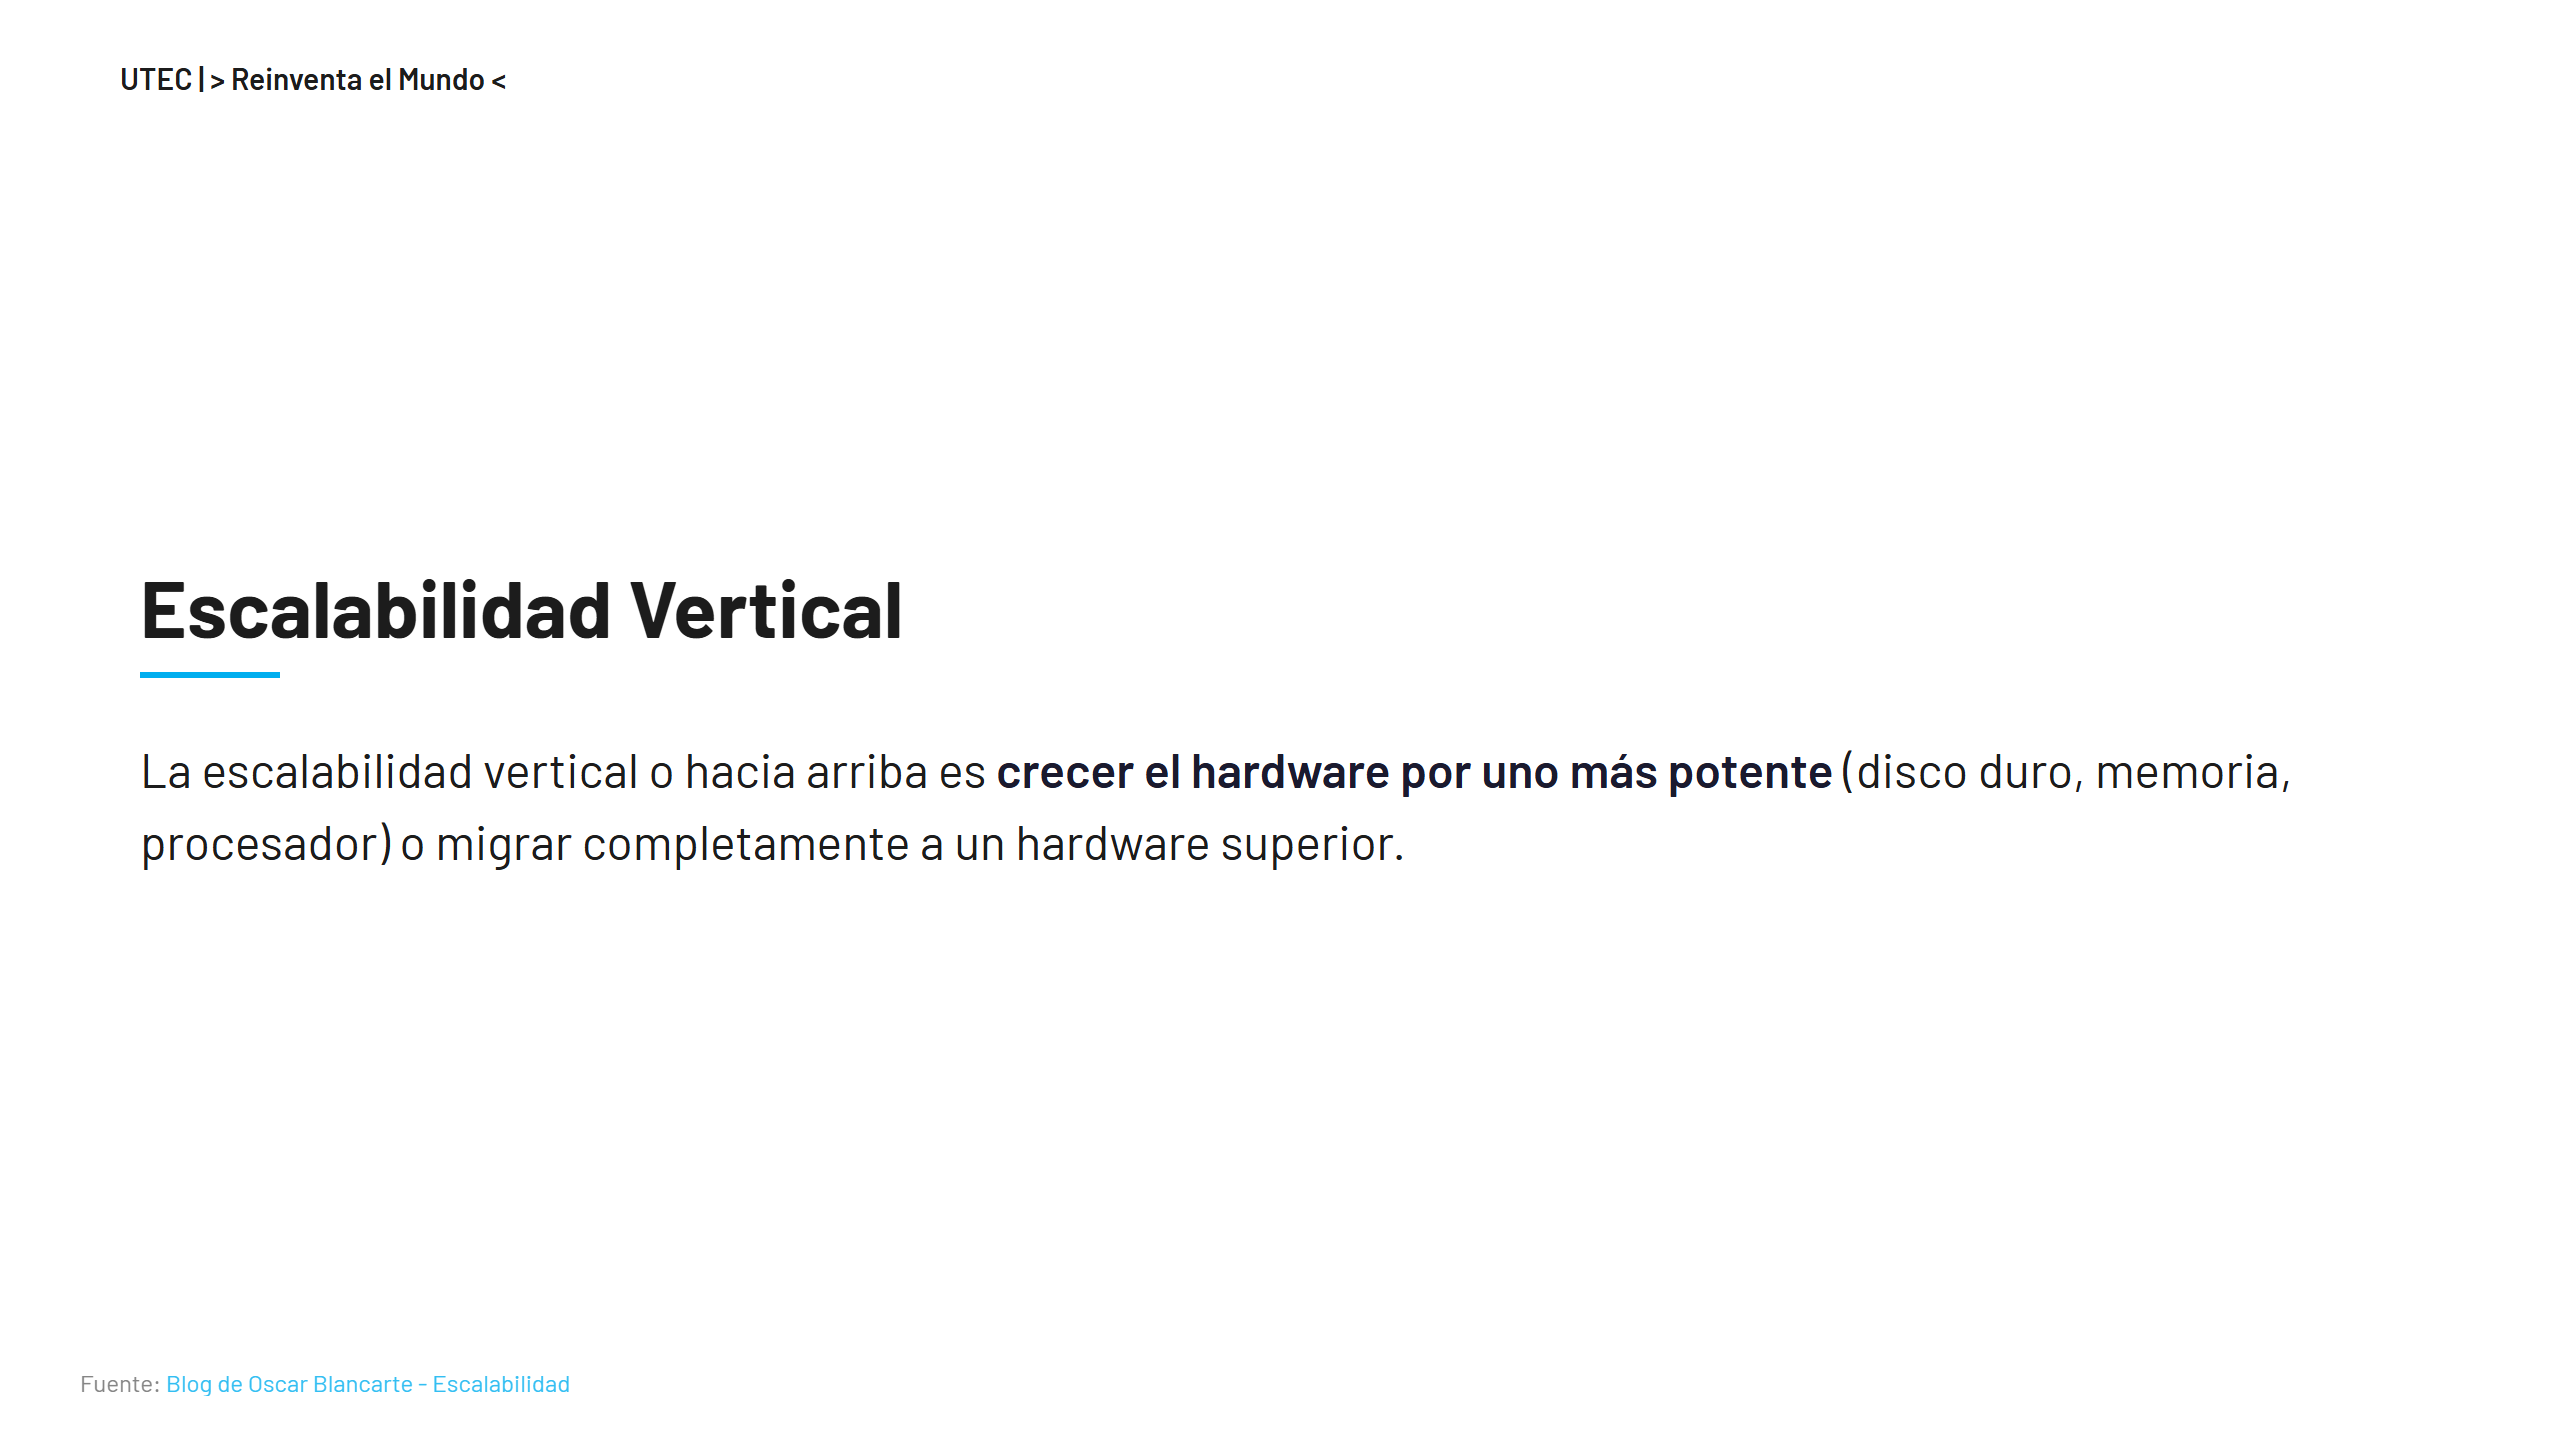 UTEC | > Reinventa el Mundo <
Escalabilidad Vertical
La escalabilidad vertical o hacia arriba es crecer el hardware por uno más potente (disco duro, memoria,
procesador) o migrar completamente a un hardware superior.
Fuente: Blog de Oscar Blancarte - Escalabilidad